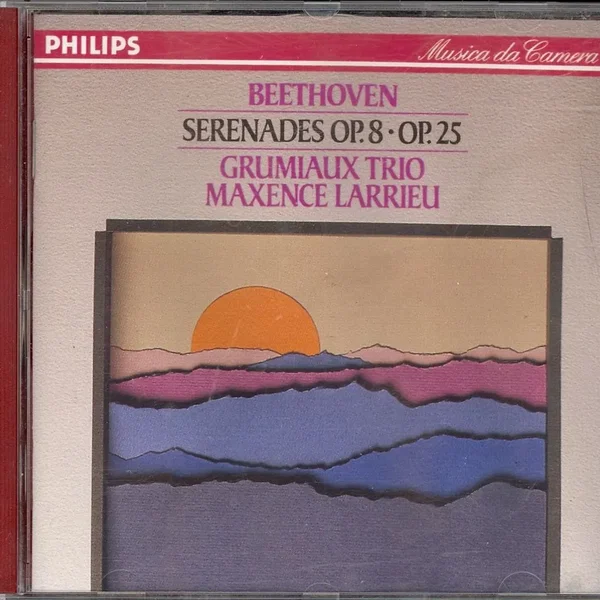 PHILIPS
Musica da Camera
BEETHOVEN
SERENADES OP. 8 • OP. 25
GRUMIAUX TRIO
MAXENCE LARRIEU